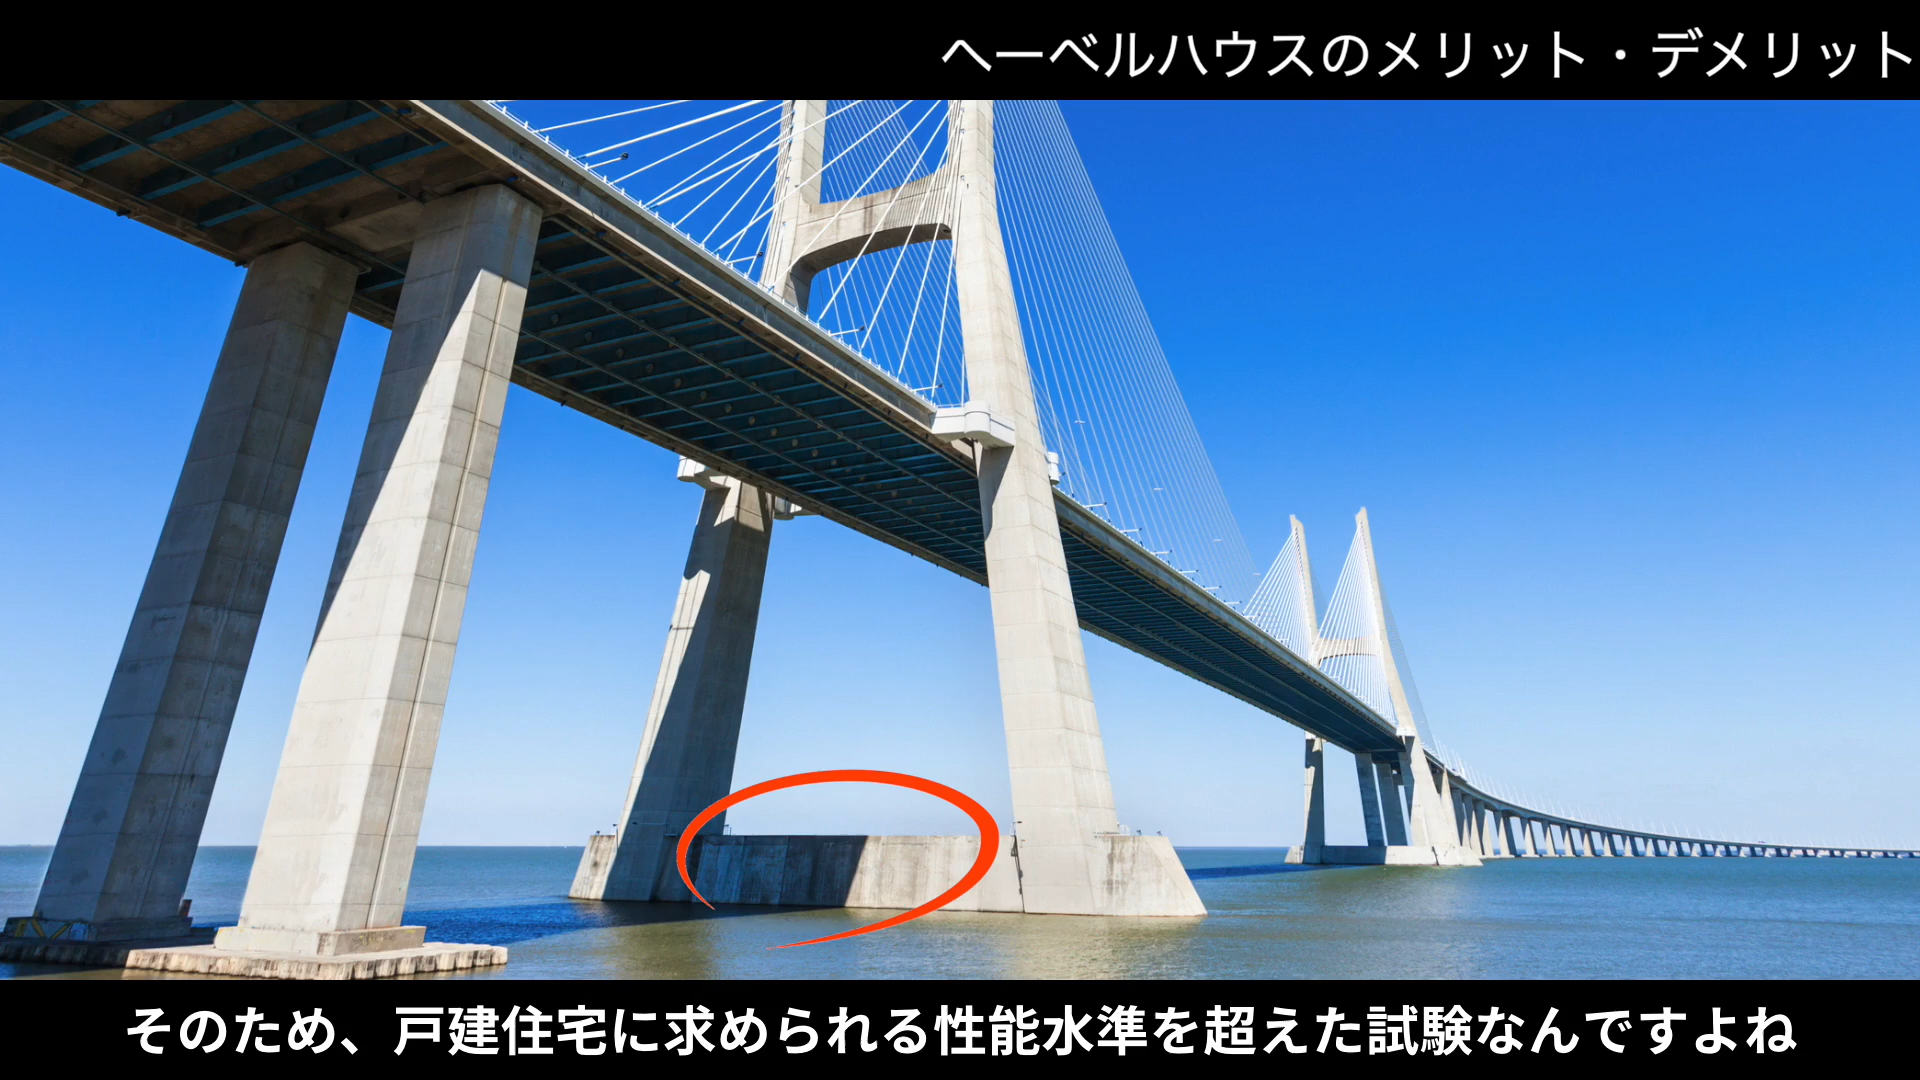 ヘーベルハウスのメリット・デメリット
そのため、戸建住宅に求められる性能水準を超えた試験なんですよね